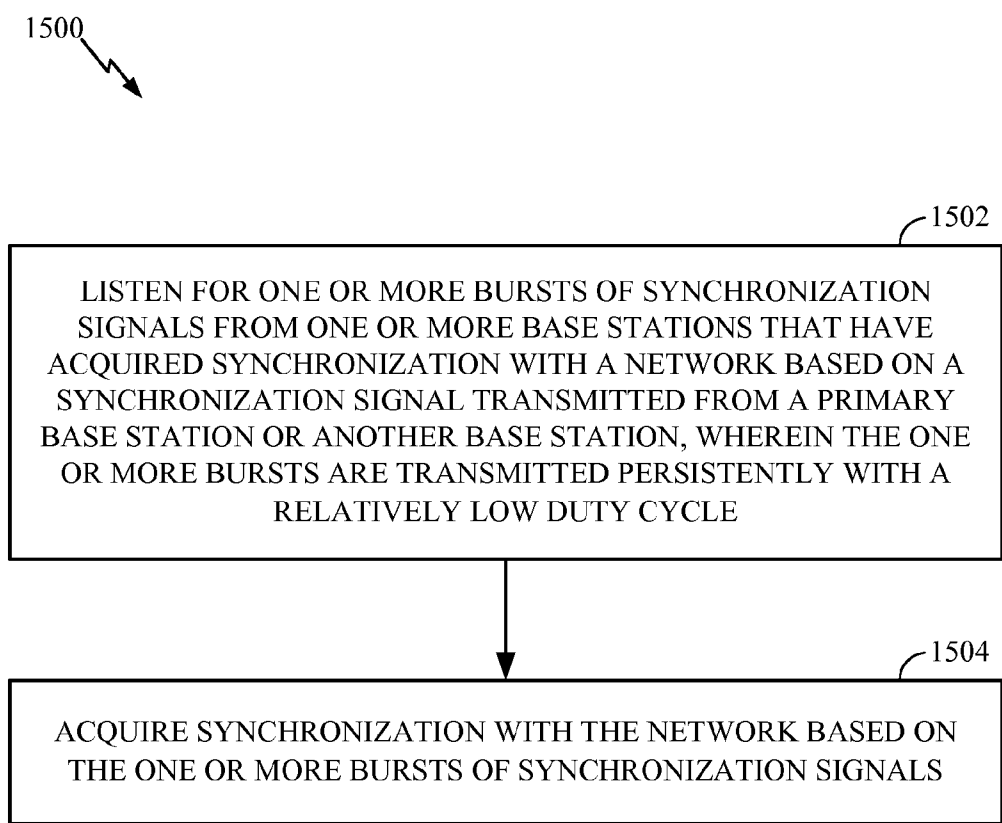 1500
1502
LISTEN FOR ONE OR MORE BURSTS OF SYNCHRONIZATION
SIGNALS FROM ONE OR MORE BASE STATIONS THAT HAVE
ACQUIRED SYNCHRONIZATION WITH A NETWORK BASED ON A
SYNCHRONIZATION SIGNAL TRANSMITTED FROM A PRIMARY
BASE STATION OR ANOTHER BASE STATION, WHEREIN THE ONE
OR MORE BURSTS ARE TRANSMITTED PERSISTENTLY WITH A
RELATIVELY LOW DUTY CYCLE
1504
ACQUIRE SYNCHRONIZATION WITH THE NETWORK BASED ON
THE ONE OR MORE BURSTS OF SYNCHRONIZATION SIGNALS